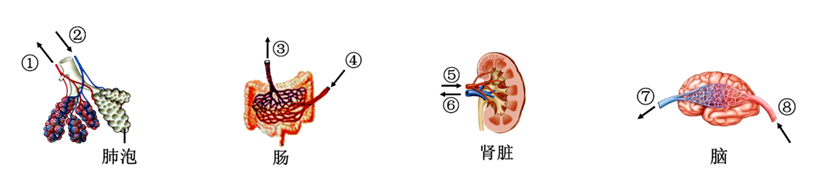 ① ② 肺泡
③ ④ 肠
⑤ ⑥ 肾脏
⑦ ⑧ 脑